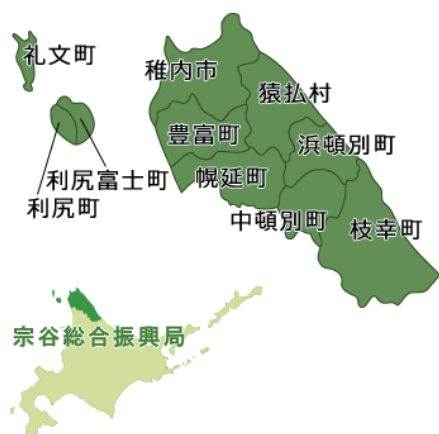 礼文町
稚内市
猿払村
豊富町
浜頓別町
利尻富士町
幌延町
利尻町
中頓別町
枝幸町
宗谷総合振興局